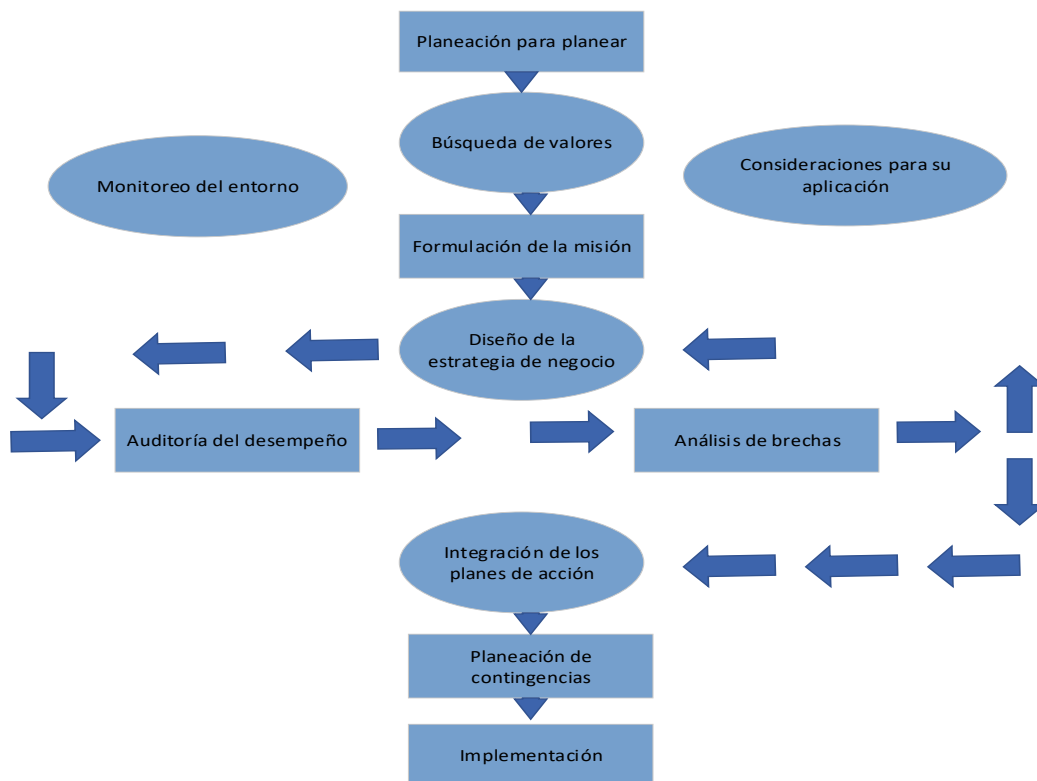 Planeación para planear
Búsqueda de valores
Monitoreo del entorno
Consideraciones para su
aplicación
Formulación de la misión
Diseño de la
estrategia de negocio
Auditoría del desempeño
Análisis de brechas
Integración de los
planes de acción
Planeación de
contingencias
Implementación